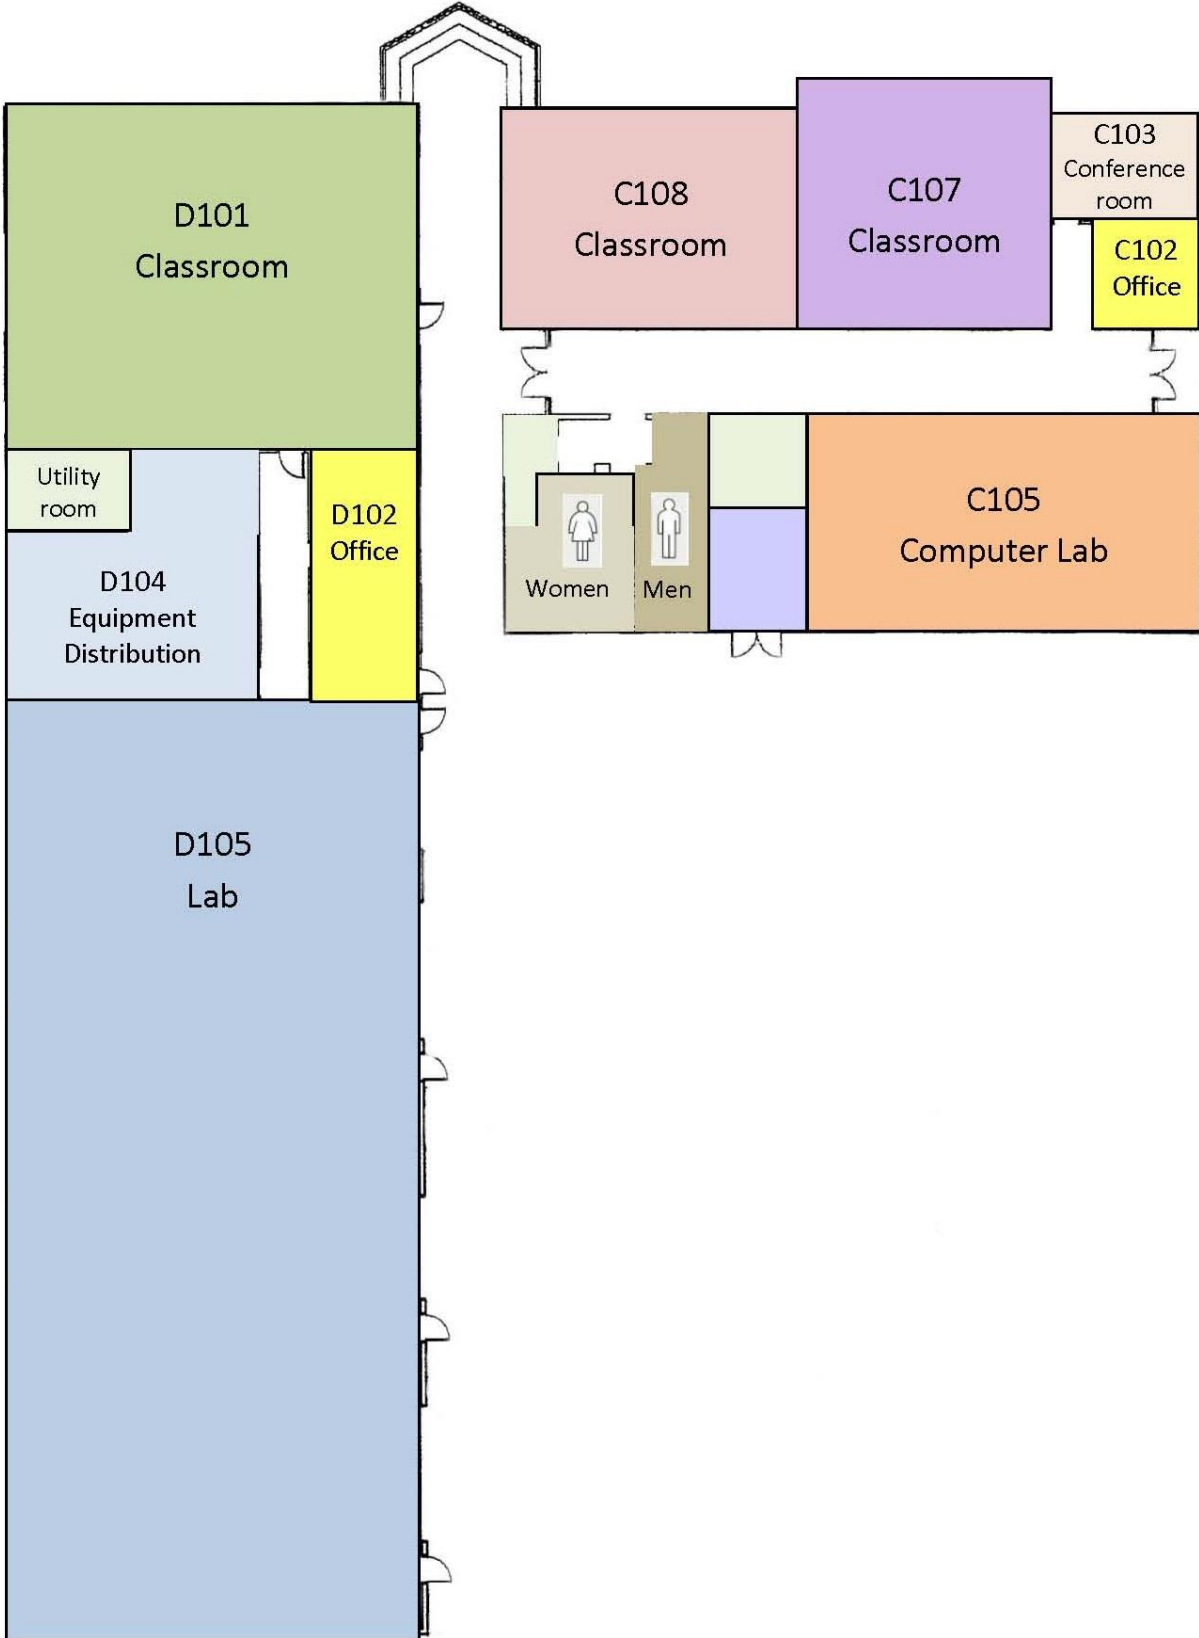 D101
Classroom
C108
Classroom
C107
Classroom
C103
Conference
room
C102
Office
Utility
room
D104
Equipment
Distribution
D102
Office
Women
Men
C105
Computer Lab
D105
Lab